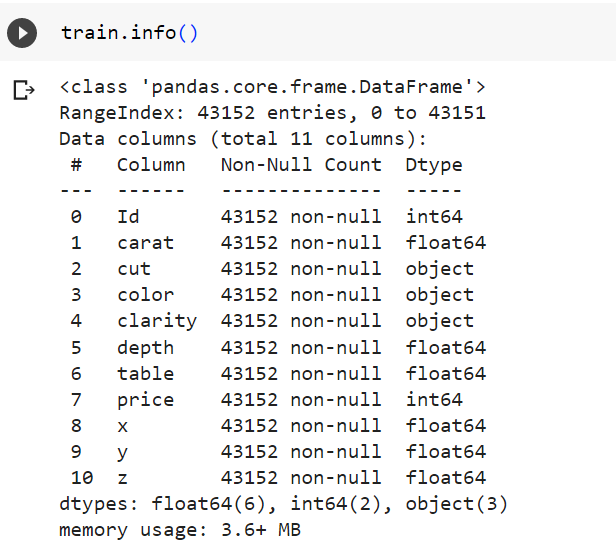 train.info()
<class 'pandas.core.frame.DataFrame'>
RangeIndex: 43152 entries, 0 to 43151
Data columns (total 11 columns):
 #   Column   Non-Null Count  Dtype
---  ------   --------------  -----
 0   Id       43152 non-null  int64
 1   carat    43152 non-null  float64
 2   cut      43152 non-null  object
 3   color    43152 non-null  object
 4   clarity  43152 non-null  object
 5   depth    43152 non-null  float64
 6   table    43152 non-null  float64
 7   price    43152 non-null  int64
 8   x        43152 non-null  float64
 9   y        43152 non-null  float64
 10  z        43152 non-null  float64
dtypes: float64(6), int64(2), object(3)
memory usage: 3.6+ MB